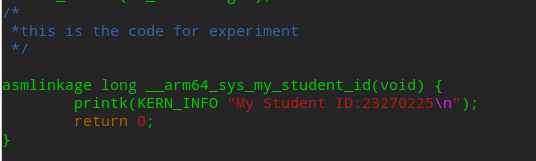 /*
 *this is the code for experiment
 */
asmlinkage long __arm64_sys_my_student_id(void) {
        printk(KERN_INFO "My Student ID:23270225\n");
        return 0;
}